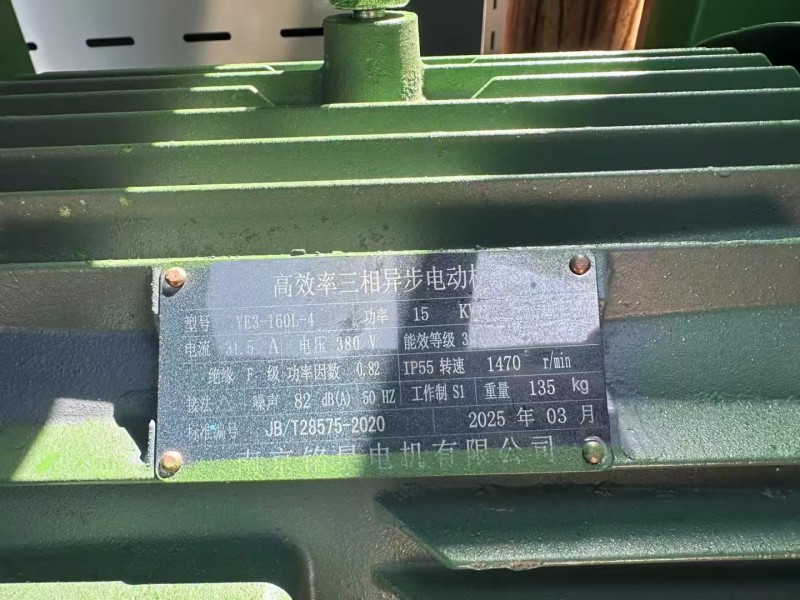 高效率三相异步电动机
型号 YE3-160L-4 功率 15 K
电流 31.5 A 电压 380 V 能效等级 3
绝缘 F 级 功率因数 0.82 IP55 转速 1470 r/min
接法 噪声 82 dB(A) 50 HZ 工作制 S1 重量 135 kg
标准编号 JB/T28575-2020 2025 年 03 月
电机有限公司